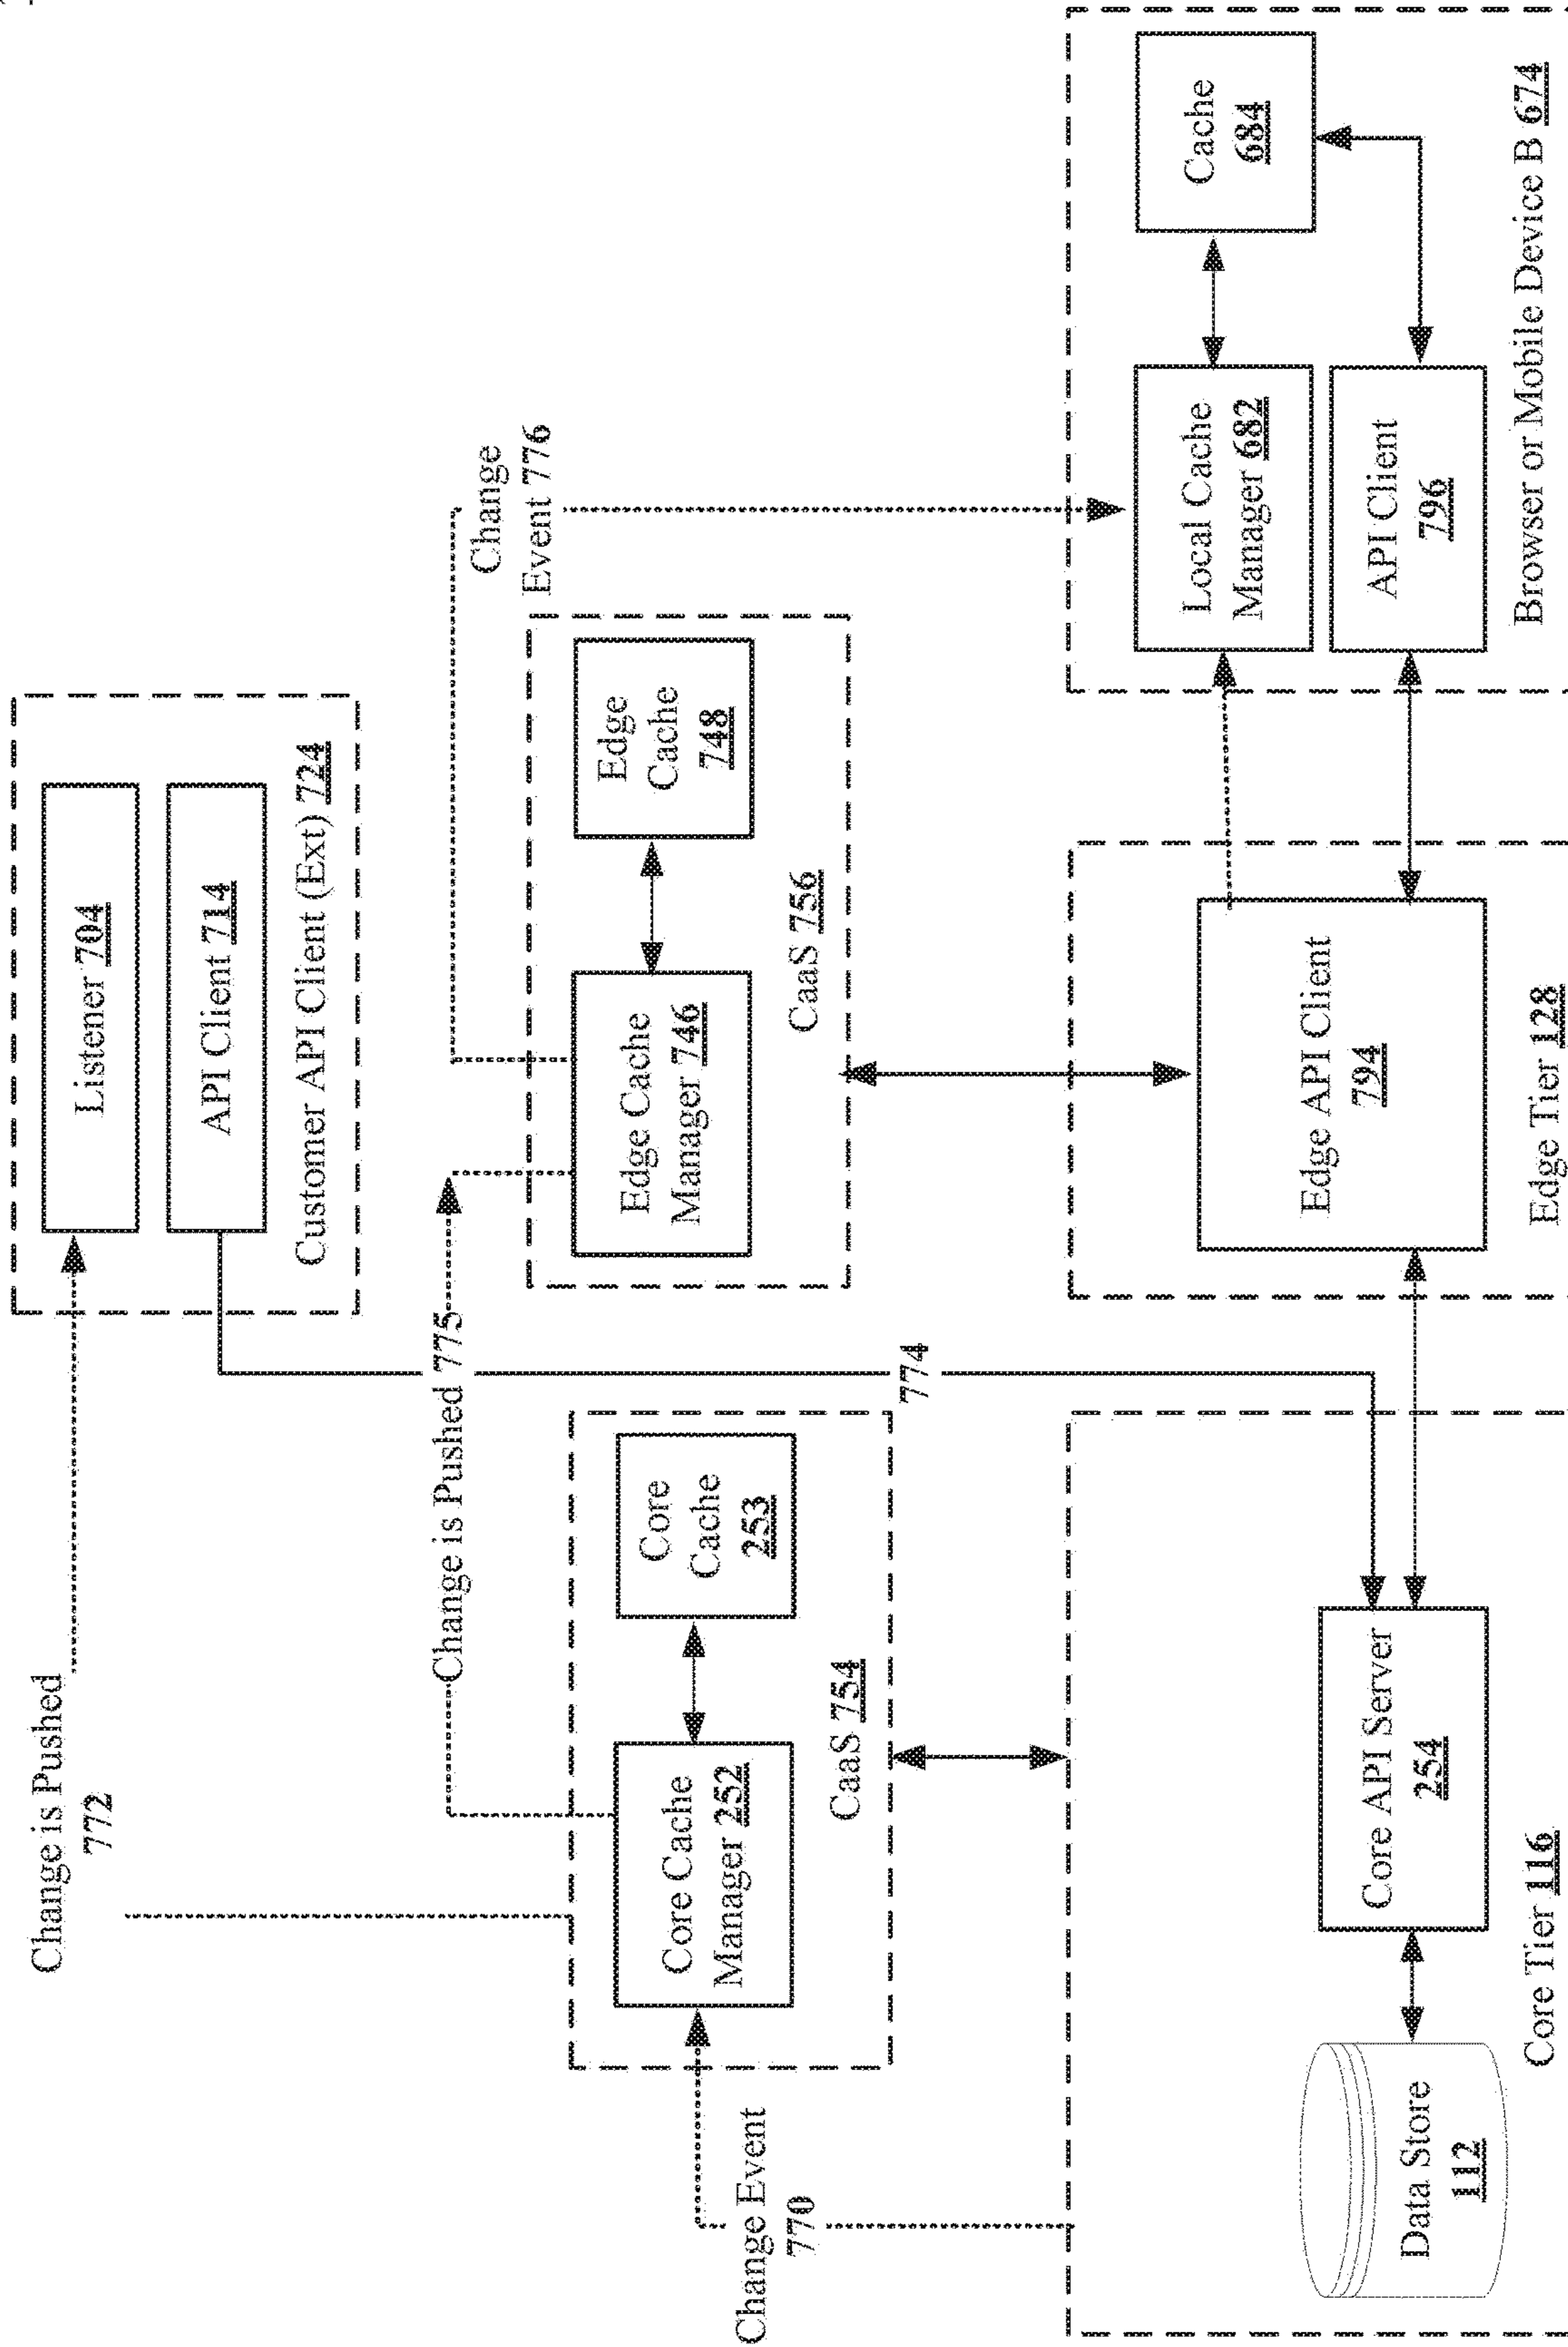 Change is Pushed
772
Listener 704
API Client 714
Customer API Client (Ext) 724
Change is Pushed 775
Change
Event 776
Change Event
770
Core Cache
Manager 252
Core
Cache
253
CaaS 754
774
Edge Cache
Manager 746
Edge
Cache
748
CaaS 756
Data Store
112
Core API Server
254
Core Tier 116
Edge API Client
794
Edge Tier 128
Local Cache
Manager 682
Cache
684
API Client
796
Browser or Mobile Device B 674